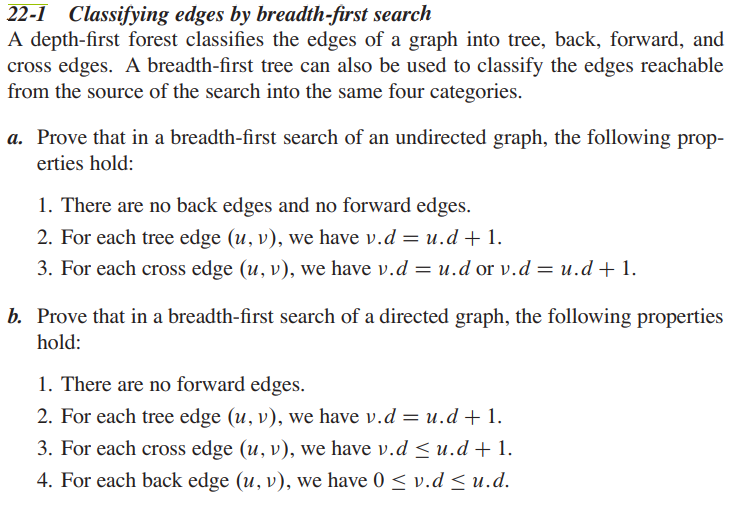 22-1 Classifying edges by breadth-first search
A depth-first forest classifies the edges of a graph into tree, back, forward, and
cross edges. A breadth-first tree can also be used to classify the edges reachable
from the source of the search into the same four categories.
a. Prove that in a breadth-first search of an undirected graph, the following prop-
erties hold:
1. There are no back edges and no forward edges.
2. For each tree edge (u, v), we have v.d = u.d + 1.
3. For each cross edge (u, v), we have v.d = u.d or v.d = u.d + 1.
b. Prove that in a breadth-first search of a directed graph, the following properties
hold:
1. There are no forward edges.
2. For each tree edge (u, v), we have v.d = u.d + 1.
3. For each cross edge (u, v), we have v.d ≤ u.d + 1.
4. For each back edge (u, v), we have 0 ≤ v.d ≤ u.d.